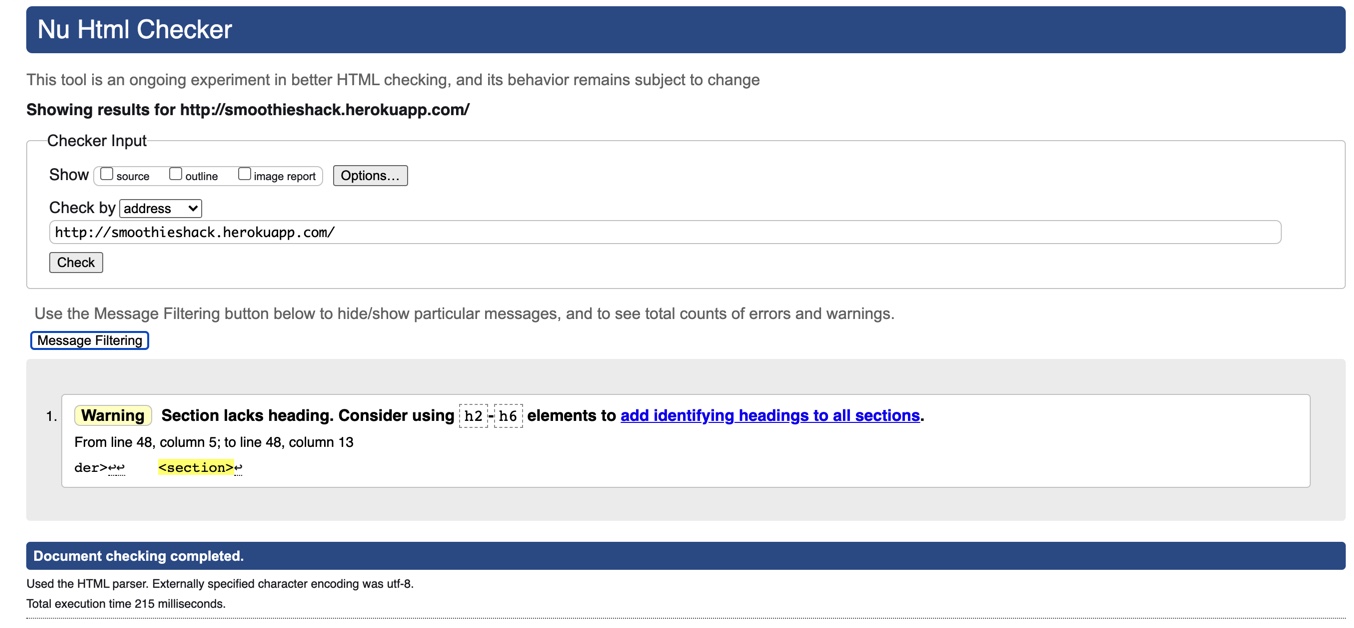 Nu Html Checker
This tool is an ongoing experiment in better HTML checking, and its behavior remains subject to change
Showing results for http://smoothieshack.herokuapp.com/
Checker Input
Show source outline image report Options...
Check by address
http://smoothieshack.herokuapp.com/
Check
Use the Message Filtering button below to hide/show particular messages, and to see total counts of errors and warnings.
Message Filtering
1. Warning Section lacks heading. Consider using h2-h6 elements to add identifying headings to all sections.
From line 48, column 5; to line 48, column 13
der>↩↩ <section>↩
Document checking completed.
Used the HTML parser. Externally specified character encoding was utf-8.
Total execution time 215 milliseconds.